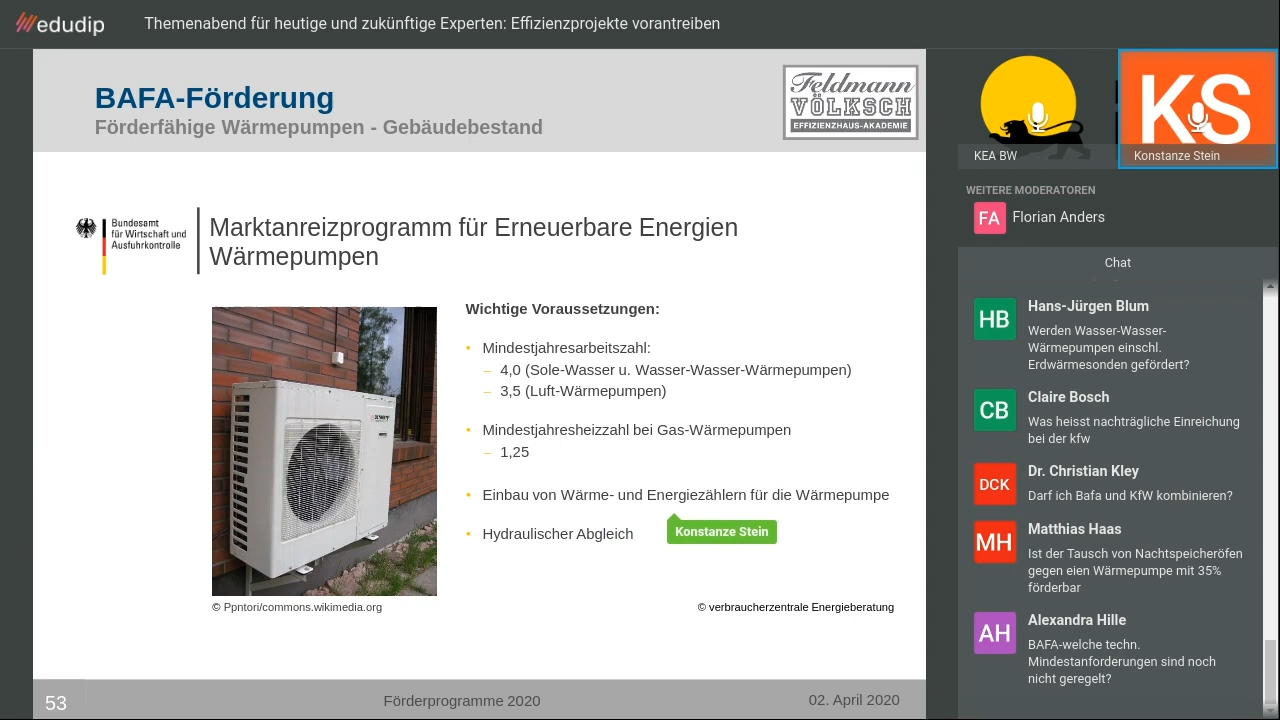 edudip
Themenabend für heutige und zukünftige Experten: Effizienzprojekte vorantreiben
BAFA-Förderung
Förderfähige Wärmepumpen - Gebäudebestand
Feldmann
VÖLKSCH
EFFIZIENZHAUS-AKADEMIE
Bundesamt
für Wirtschaft und
Ausfuhrkontrolle
Marktanreizprogramm für Erneuerbare Energien
Wärmepumpen
Wichtige Voraussetzungen:
• Mindestjahresarbeitszahl:
– 4,0 (Sole-Wasser u. Wasser-Wasser-Wärmepumpen)
– 3,5 (Luft-Wärmepumpen)
• Mindestjahresheizzahl bei Gas-Wärmepumpen
– 1,25
• Einbau von Wärme- und Energiezählern für die Wärmepumpe
• Hydraulischer Abgleich
Konstanze Stein
© Ppntori/commons.wikimedia.org
© verbraucherzentrale Energieberatung
53
Förderprogramme 2020
02. April 2020
KEA BW
KS
Konstanze Stein
WEITERE MODERATOREN
FA
Florian Anders
Chat
HB
Hans-Jürgen Blum
Werden Wasser-Wasser-
Wärmepumpen einschl.
Erdwärmesonden gefördert?
CB
Claire Bosch
Was heisst nachträgliche Einreichung
bei der kfw
DCK
Dr. Christian Kley
Darf ich Bafa und KfW kombinieren?
MH
Matthias Haas
Ist der Tausch von Nachtspeicheröfen
gegen eien Wärmepumpe mit 35%
förderbar
AH
Alexandra Hille
BAFA-welche techn.
Mindestanforderungen sind noch
nicht geregelt?